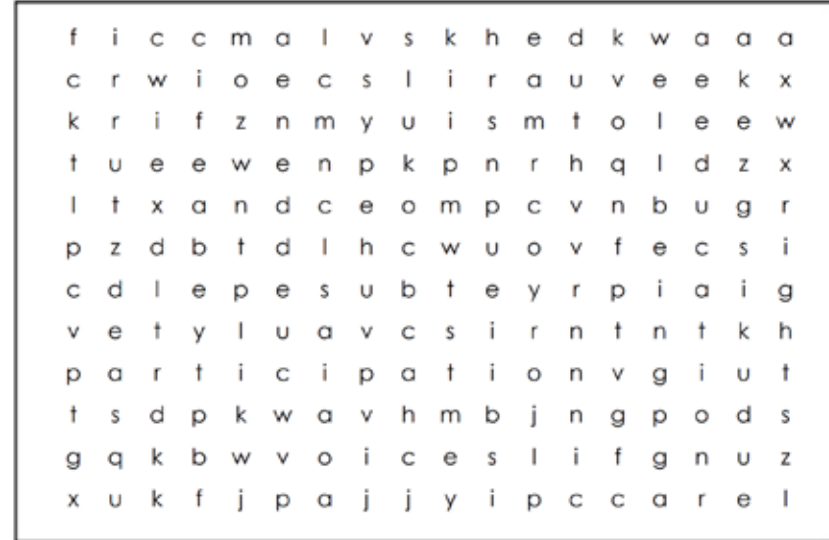 f i c c m a l v s k h e d k w a a a
c r w i o e c s l i r a u v e e k x
k r i f z n m y u i s m t o l e e w
t u e e w e n p k p n r h q l d z x
l t x a n d c e o m p c v n b u g r
p z d b t d l h c w u o v f e c s i
c d l e p e s u b t e y r p i a i g
v e t y l u a v c s i r n t n t k h
p a r t i c i p a t i o n v g i u t
t s d p k w a v h m b j n g p o d s
g q k b w v o i c e s l i f g n u z
x u k f j p a j j y i p c c a r e l